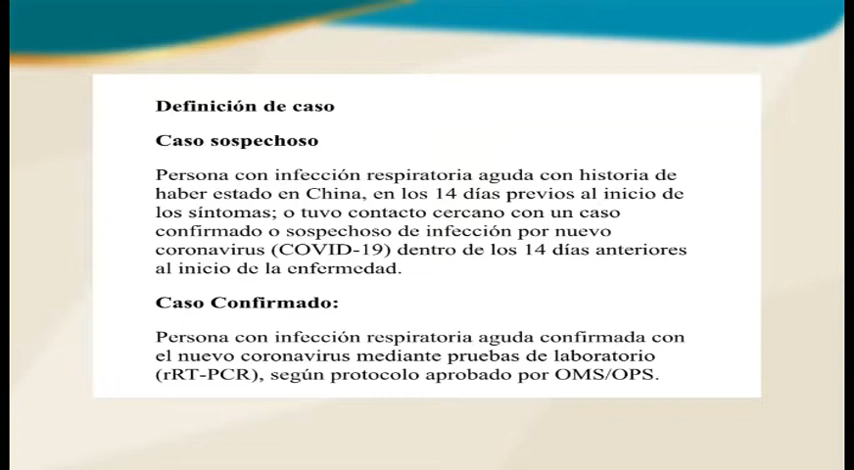 Definición de caso
Caso sospechoso
Persona con infección respiratoria aguda con historia de
haber estado en China, en los 14 días previos al inicio de
los síntomas; o tuvo contacto cercano con un caso
confirmado o sospechoso de infección por nuevo
coronavirus (COVID-19) dentro de los 14 días anteriores
al inicio de la enfermedad.
Caso Confirmado:
Persona con infección respiratoria aguda confirmada con
el nuevo coronavirus mediante pruebas de laboratorio
(rRT-PCR), según protocolo aprobado por OMS/OPS.